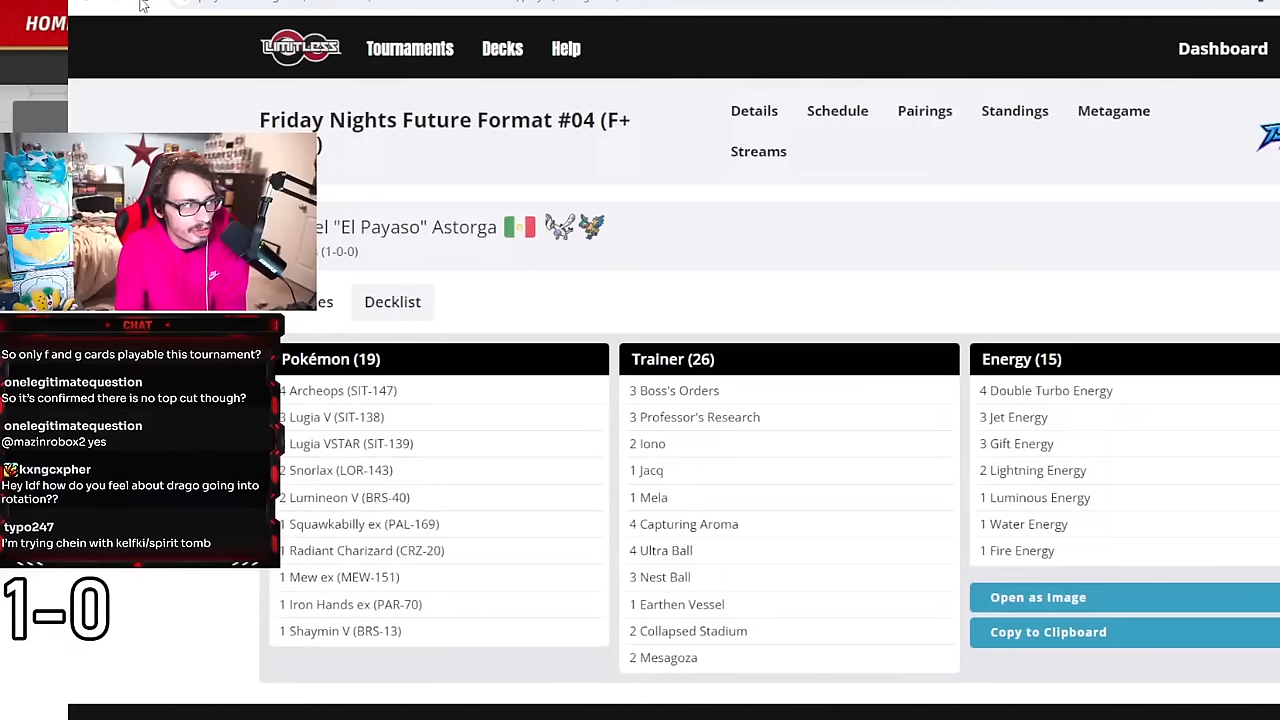 HOM
LIMITLESS
Tournaments Decks Help
Dashboard
Friday Nights Future Format #04 (F+
)
Details Schedule Pairings Standings Metagame
Streams
el "El Payaso" Astorga
(1-0-0)
es Decklist
CHAT
So only f and g cards playable this tournament?
onelegitimatequestion
So it's confirmed there is no top cut though?
onelegitimatequestion
@mazinrobox2 yes
kxngcxpher
Hey ldf how do you feel about drago going into
rotation??
typo247
I'm trying chein with kelfki/spirit tomb
1-0
Pokémon (19)
4 Archeops (SIT-147)
3 Lugia V (SIT-138)
Lugia VSTAR (SIT-139)
2 Snorlax (LOR-143)
2 Lumineon V (BRS-40)
1 Squawkabilly ex (PAL-169)
1 Radiant Charizard (CRZ-20)
1 Mew ex (MEW-151)
1 Iron Hands ex (PAR-70)
1 Shaymin V (BRS-13)
Trainer (26)
3 Boss's Orders
3 Professor's Research
2 Iono
1 Jacq
1 Mela
4 Capturing Aroma
4 Ultra Ball
3 Nest Ball
1 Earthen Vessel
2 Collapsed Stadium
2 Mesagoza
Energy (15)
4 Double Turbo Energy
3 Jet Energy
3 Gift Energy
2 Lightning Energy
1 Luminous Energy
1 Water Energy
1 Fire Energy
Open as Image
Copy to Clipboard